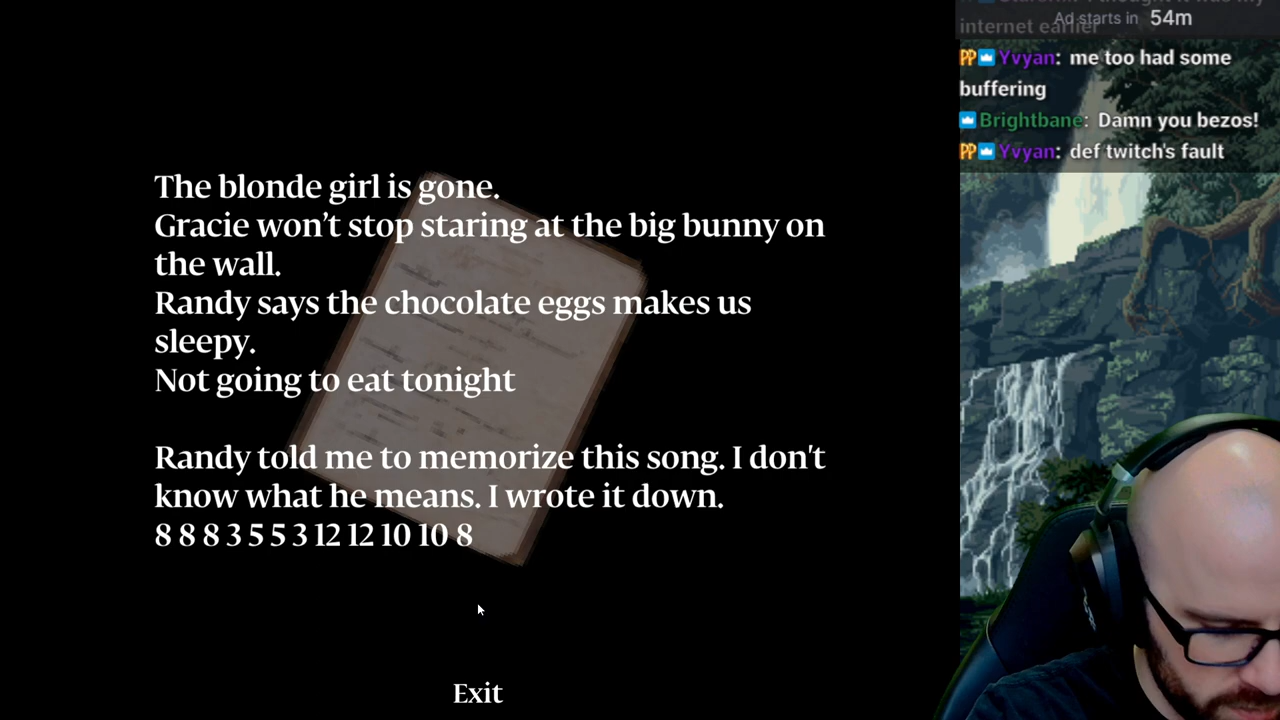 The blonde girl is gone.
Gracie won’t stop staring at the big bunny on
the wall.
Randy says the chocolate eggs makes us
sleepy.
Not going to eat tonight
Randy told me to memorize this song. I don't
know what he means. I wrote it down.
8 8 8 3 5 5 3 12 12 10 10 8
Exit
Ad starts in 54m
internet earlier
Yvyan: me too had some
buffering
Brightbane: Damn you bezos!
Yvyan: def twitch's fault